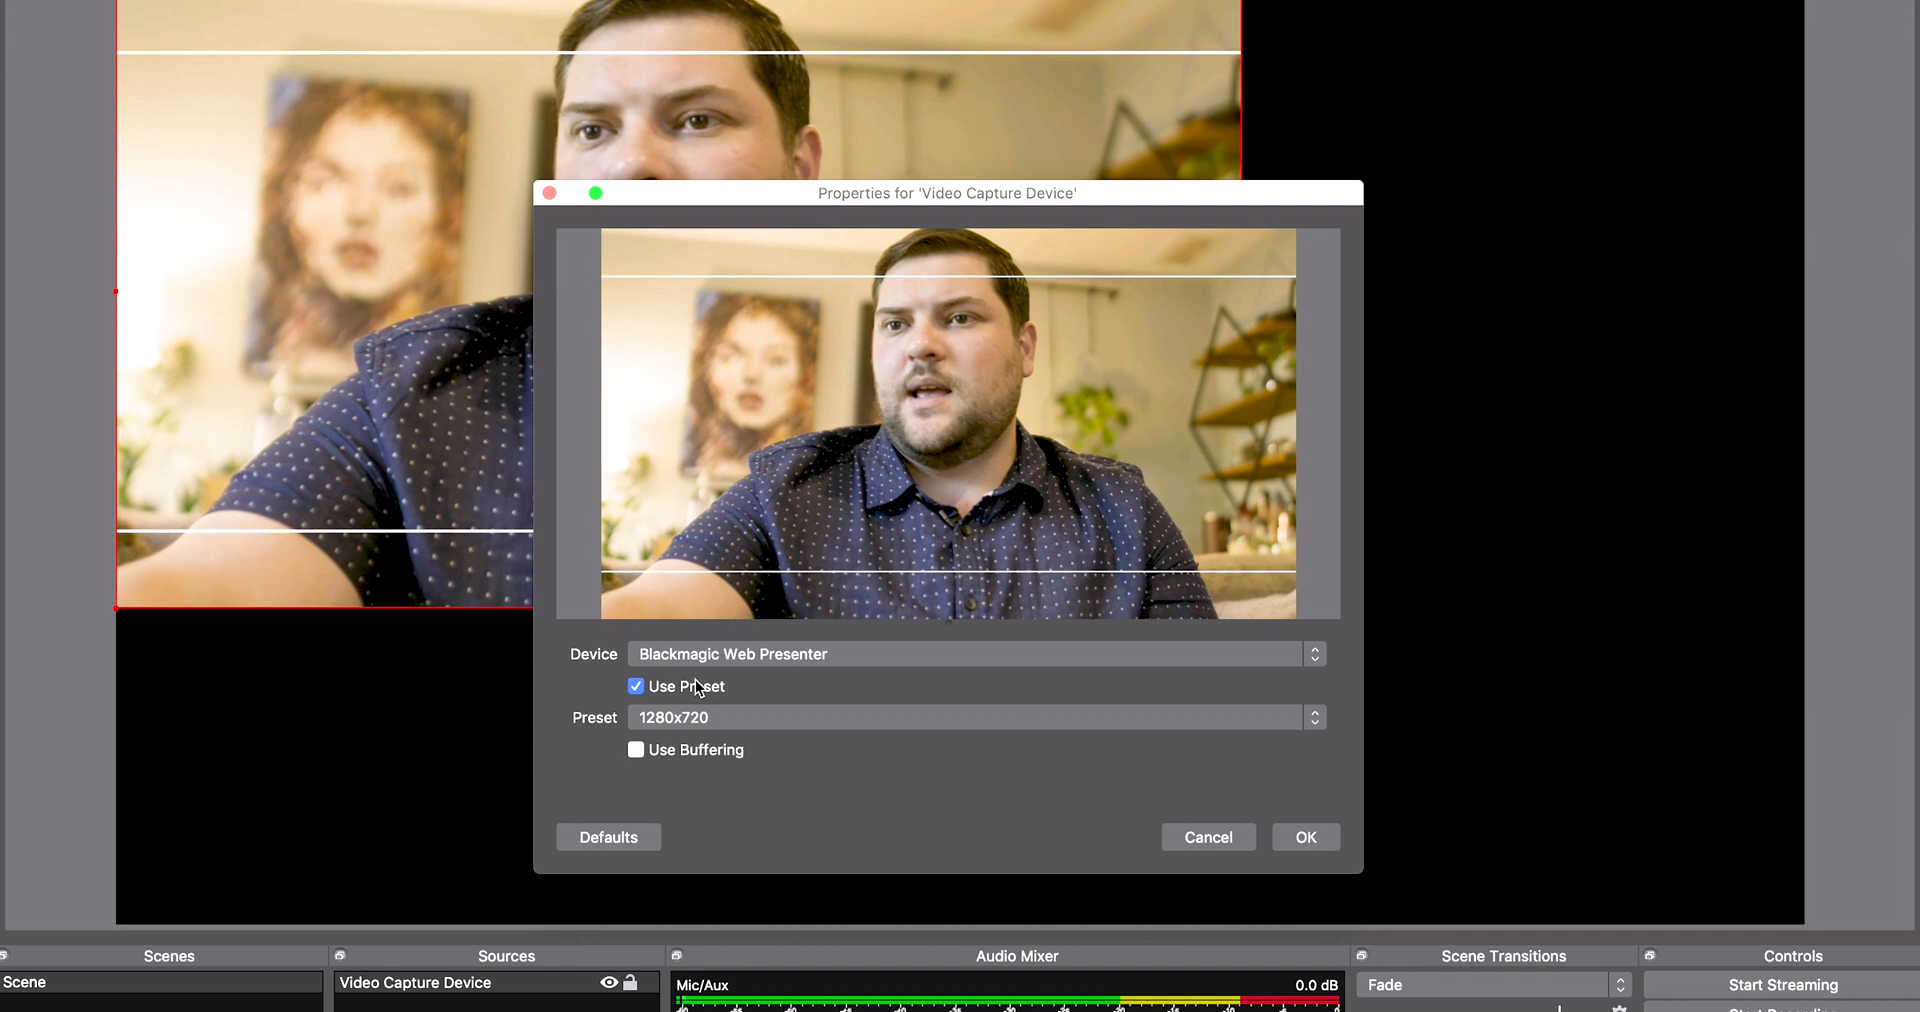 Properties for 'Video Capture Device'
Device Blackmagic Web Presenter
Use Preset
Preset 1280x720
Use Buffering
Defaults Cancel OK
Scenes Sources Audio Mixer Scene Transitions Controls
Scene Video Capture Device Mic/Aux 0.0 dB Fade Start Streaming